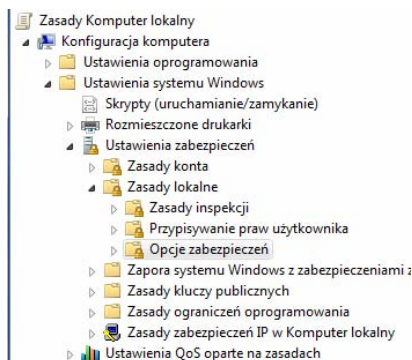 Zasady Komputer lokalny
Konfiguracja komputera
Ustawienia oprogramowania
Ustawienia systemu Windows
Skrypty (uruchamianie/zamykanie)
Rozmieszczone drukarki
Ustawienia zabezpieczeń
Zasady konta
Zasady lokalne
Zasady inspekcji
Przypisywanie praw użytkownika
Opcje zabezpieczeń
Zapora systemu Windows z zabezpieczeniami z
Zasady kluczy publicznych
Zasady ograniczeń oprogramowania
Zasady zabezpieczeń IP w Komputer lokalny
Ustawienia QoS oparte na zasadach